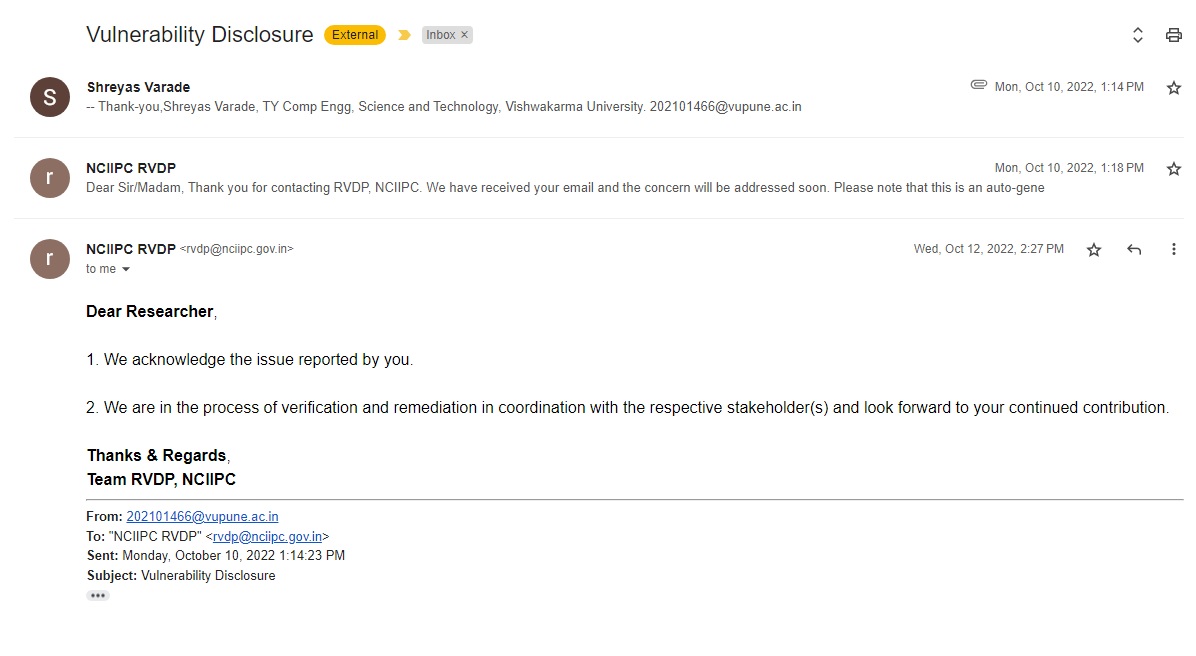 Vulnerability Disclosure External Inbox ×
S Shreyas Varade Mon, Oct 10, 2022, 1:14 PM
-- Thank-you,Shreyas Varade, TY Comp Engg, Science and Technology, Vishwakarma University. 202101466@vupune.ac.in
r NCIIPC RVDP Mon, Oct 10, 2022, 1:18 PM
Dear Sir/Madam, Thank you for contacting RVDP, NCIIPC. We have received your email and the concern will be addressed soon. Please note that this is an auto-gene
r NCIIPC RVDP <rvdp@nciipc.gov.in> Wed, Oct 12, 2022, 2:27 PM
to me
Dear Researcher,
1. We acknowledge the issue reported by you.
2. We are in the process of verification and remediation in coordination with the respective stakeholder(s) and look forward to your continued contribution.
Thanks & Regards,
Team RVDP, NCIIPC
From: 202101466@vupune.ac.in
To: "NCIIPC RVDP" <rvdp@nciipc.gov.in>
Sent: Monday, October 10, 2022 1:14:23 PM
Subject: Vulnerability Disclosure